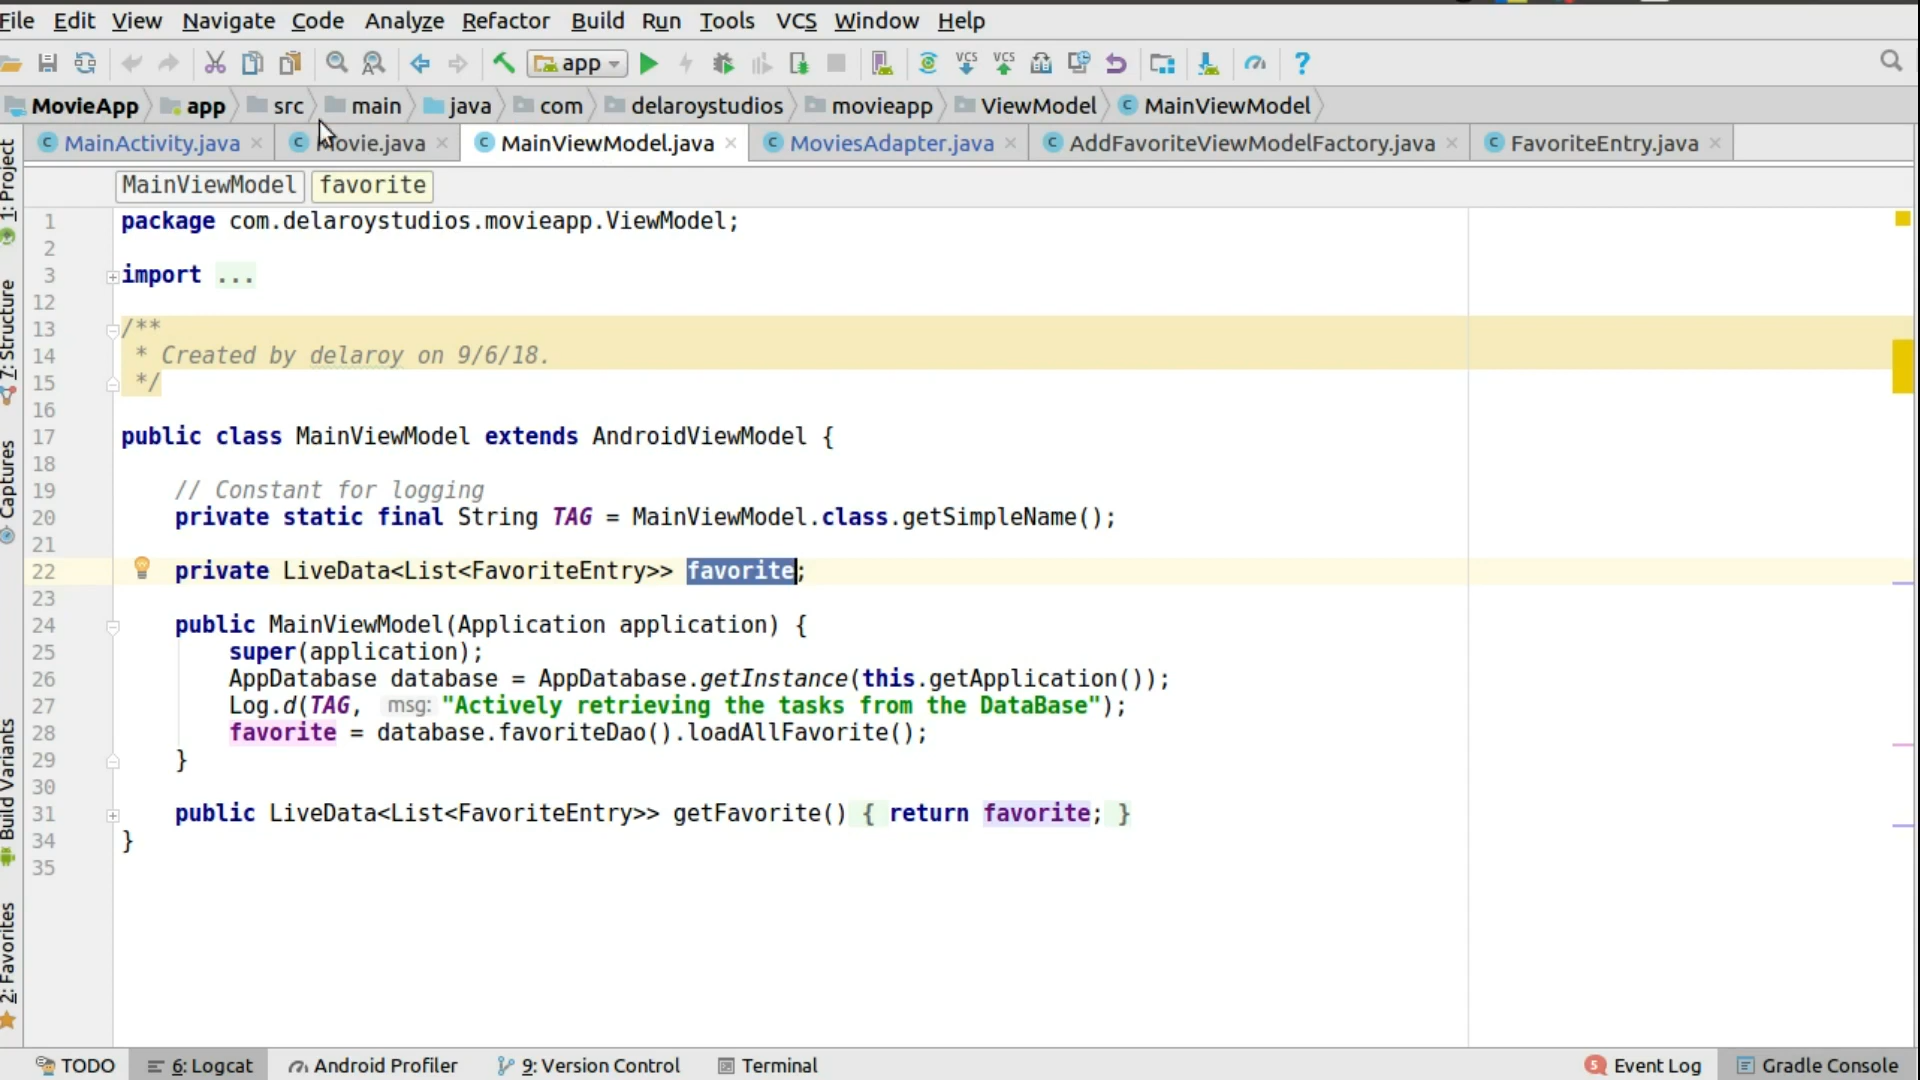 File Edit View Navigate Code Analyze Refactor Build Run Tools VCS Window Help
app VCS VCS ?
MovieApp app src main java com delaroystudios movieapp ViewModel C MainViewModel
C MainActivity.java C Movie.java C MainViewModel.java C MoviesAdapter.java C AddFavoriteViewModelFactory.java C FavoriteEntry.java
MainViewModel favorite
1 package com.delaroystudios.movieapp.ViewModel;
2
3 import ...
12
13 /**
14 * Created by delaroy on 9/6/18.
15 */
16
17 public class MainViewModel extends AndroidViewModel {
18
19 // Constant for logging
20 private static final String TAG = MainViewModel.class.getSimpleName();
21
22 private LiveData<List<FavoriteEntry>> favorite;
23
24 public MainViewModel(Application application) {
25 super(application);
26 AppDatabase database = AppDatabase.getInstance(this.getApplication());
27 Log.d(TAG, msg: "Actively retrieving the tasks from the DataBase");
28 favorite = database.favoriteDao().loadAllFavorite();
29 }
30
31 public LiveData<List<FavoriteEntry>> getFavorite() { return favorite; }
34 }
35
1: Project
7: Structure
Captures
Build Variants
2: Favorites
TODO 6: Logcat Android Profiler 9: Version Control Terminal 5 Event Log Gradle Console